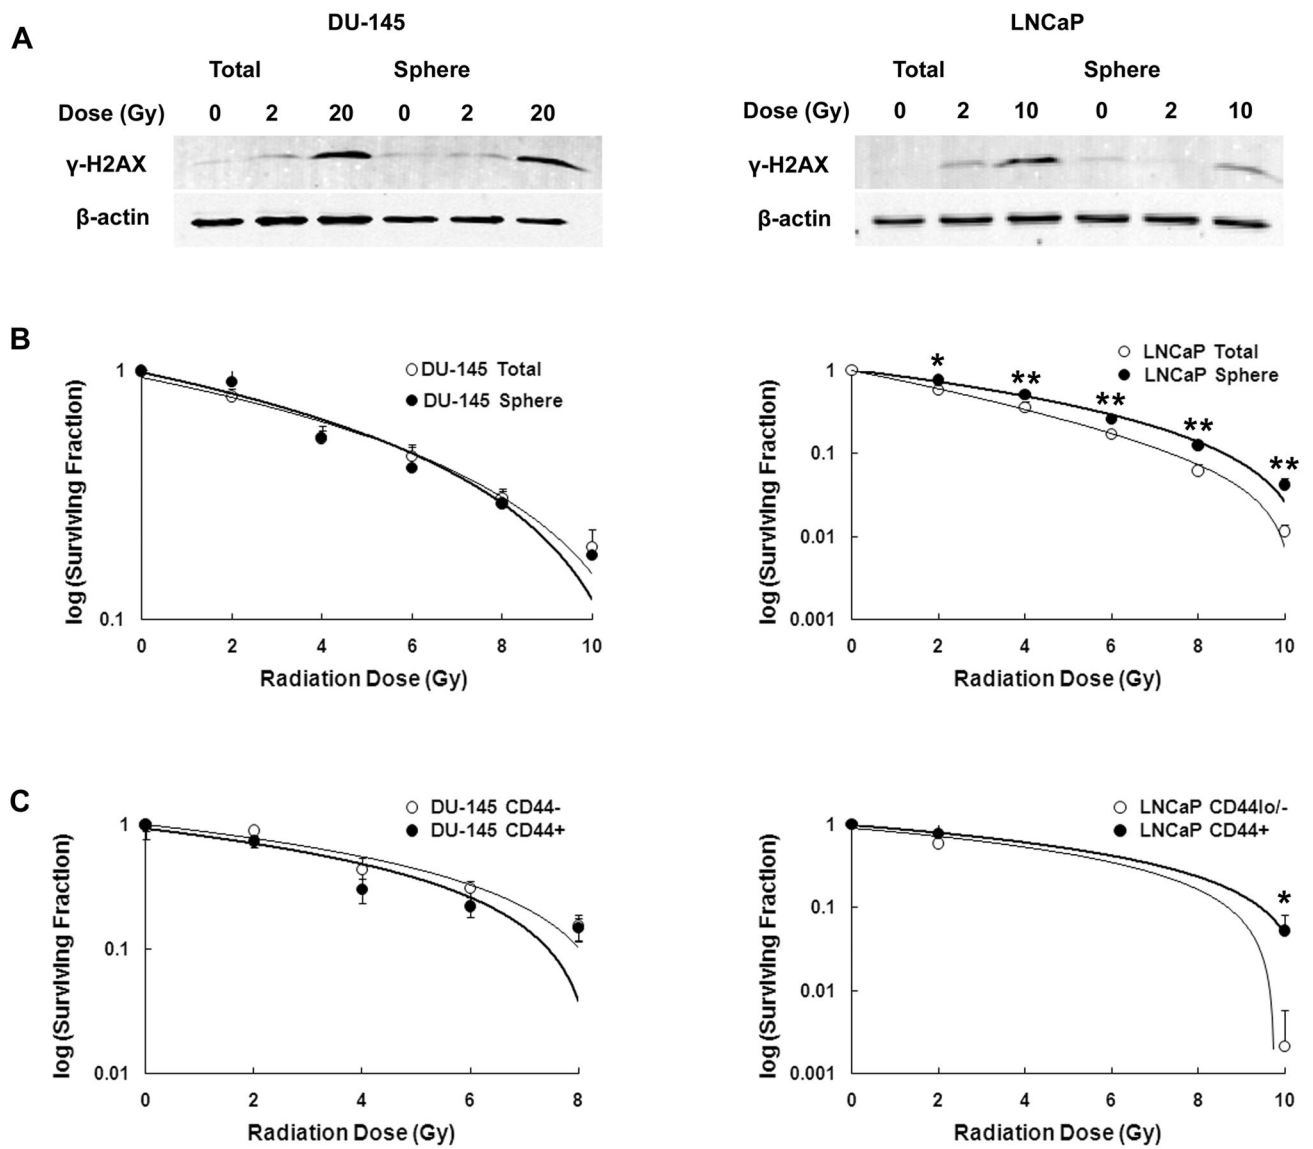 A
DU-145
LNCaP
Total Sphere
Total Sphere
Dose (Gy) 0 2 20 0 2 20
Dose (Gy) 0 2 10 0 2 10
γ-H2AX
γ-H2AX
β-actin
β-actin
B
DU-145 Total
DU-145 Sphere
log (Surviving Fraction)
1
0.1
0 2 4 6 8 10
Radiation Dose (Gy)
LNCaP Total
LNCaP Sphere
* ** ** ** **
log (Surviving Fraction)
1
0.1
0.01
0.001
0 2 4 6 8 10
Radiation Dose (Gy)
C
DU-145 CD44-
DU-145 CD44+
log (Surviving Fraction)
1
0.1
0.01
0 2 4 6 8
Radiation Dose (Gy)
LNCaP CD44lo/-
LNCaP CD44+
*
log (Surviving Fraction)
1
0.1
0.01
0.001
0 2 4 6 8 10
Radiation Dose (Gy)